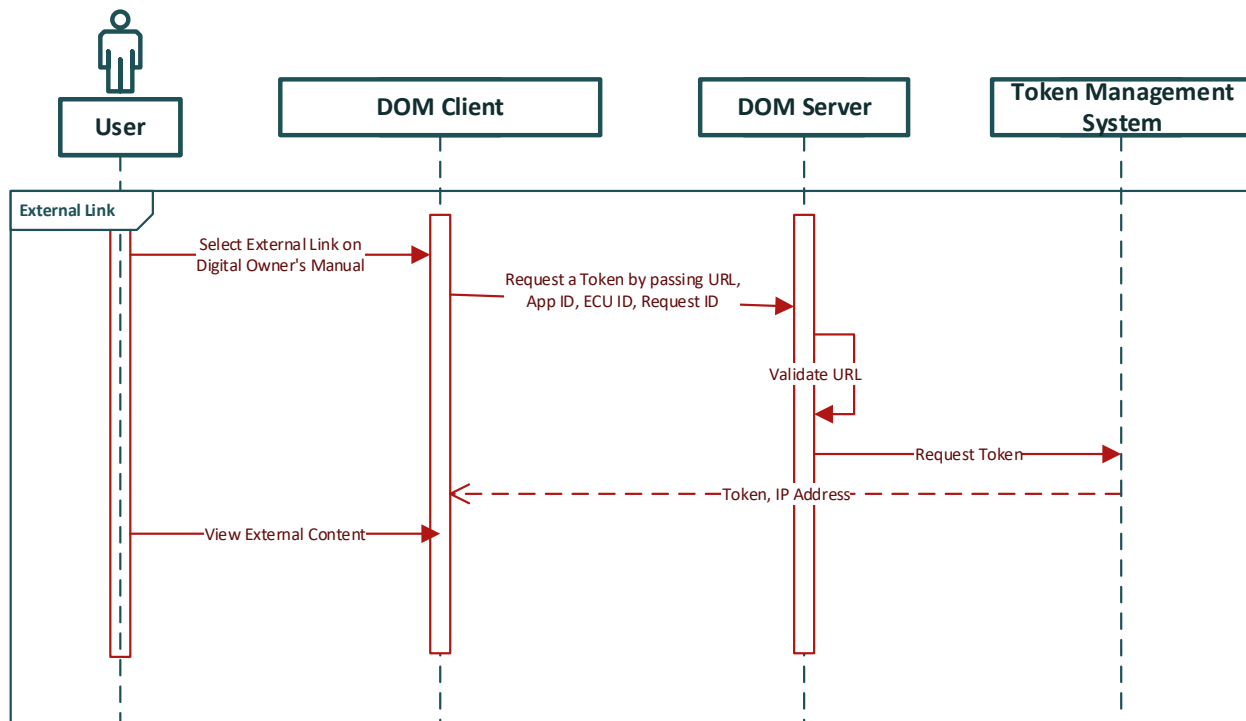 User
DOM Client
DOM Server
Token Management
System
External Link
Select External Link on
Digital Owner's Manual
Request a Token by passing URL,
App ID, ECU ID, Request ID
Validate URL
Request Token
Token, IP Address
View External Content